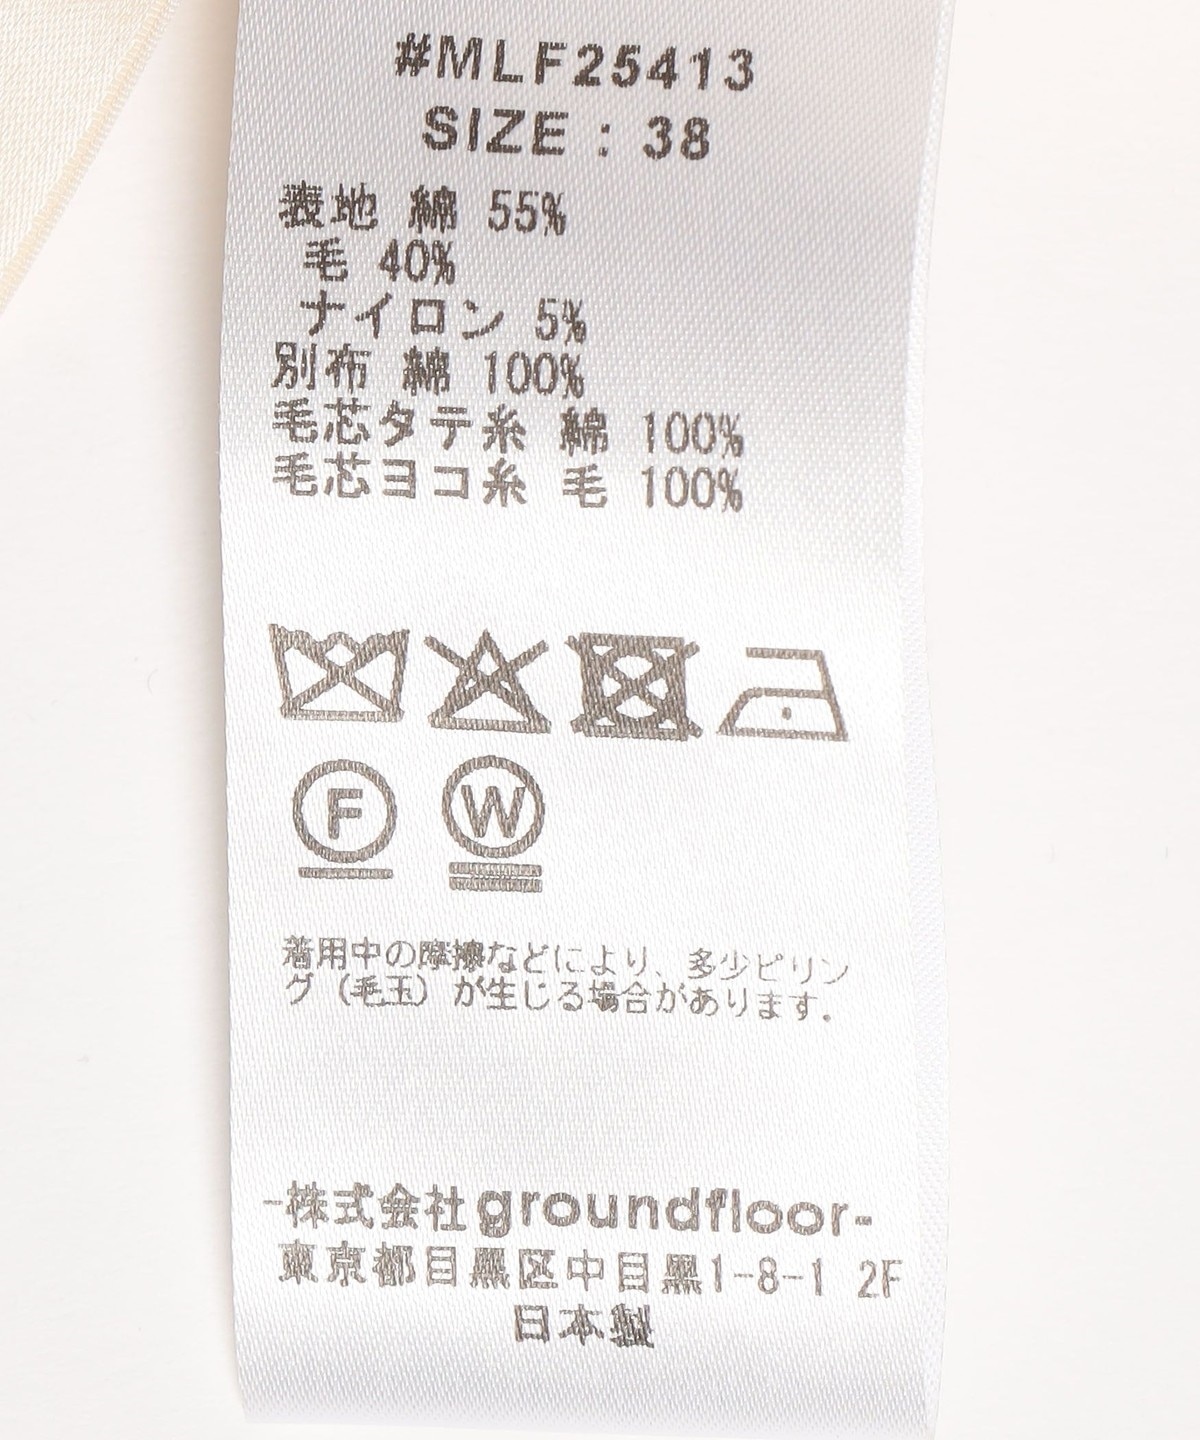 #MLF25413
SIZE : 38
表地 綿 55%
毛 40%
ナイロン 5%
別布 綿 100%
毛芯タテ糸 綿 100%
毛芯ヨコ糸 毛 100%
F
W
着用中の摩擦などにより、多少ピリン
グ（毛玉）が生じる場合があります.
-株式会社groundfloor-
東京都目黒区中目黒1-8-1 2F
日本製